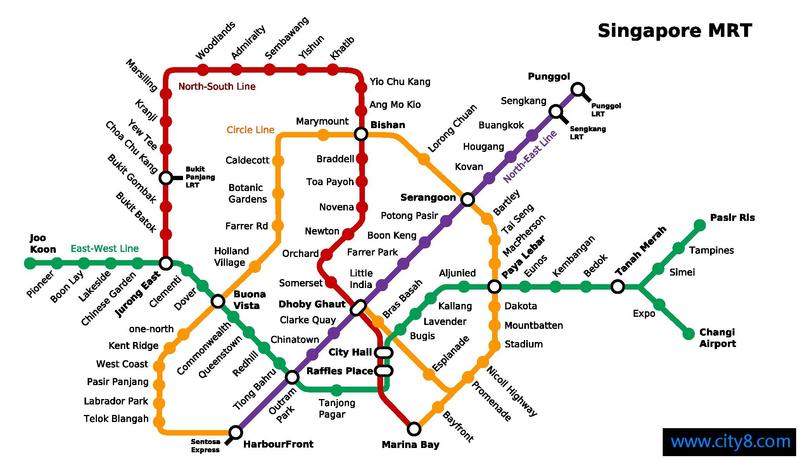 Singapore MRT
Woodlands
Admiralty
Sembawang
Yishun
Khatib
North-South Line
Marsiling
Kranji
Yew Tee
Choa Chu Kang
Bukit Gombak
Bukit Batok
Bukit
Panjang
LRT
Yio Chu Kang
Ang Mo Kio
Bishan
Braddell
Toa Payoh
Novena
Newton
Orchard
Somerset
Dhoby Ghaut
Circle Line
Marymount
Caldecott
Botanic
Gardens
Farrer Rd
Holland
Village
Lorong Chuan
Serangoon
Bartley
Tai Seng
MacPherson
Paya Lebar
Punggol
Punggol
LRT
Sengkang
Sengkang
LRT
Buangkok
Hougang
Kovan
North-East Line
Potong Pasir
Boon Keng
Farrer Park
Little
India
Clarke Quay
Chinatown
Joo
Koon
East-West Line
Pioneer
Boon Lay
Lakeside
Chinese Garden
Jurong East
Clementi
Dover
Buona
Vista
Commonwealth
Queenstown
Redhill
Tiong Bahru
Outram
Park
Tanjong
Pagar
Raffles Place
City Hall
Bugis
Lavender
Kallang
Aljunied
Eunos
Kembangan
Bedok
Tanah Merah
Simei
Tampines
Pasir Ris
Expo
Changi
Airport
one-north
Kent Ridge
West Coast
Pasir Panjang
Labrador Park
Telok Blangah
Sentosa
Express
HarbourFront
Bras Basah
Esplanade
Promenade
Nicoll Highway
Stadium
Mountbatten
Dakota
Bayfront
Marina Bay
www.city8.com